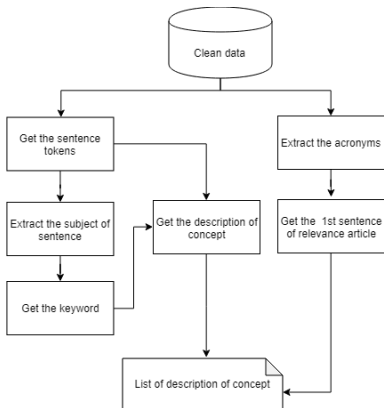 Clean data
Get the sentence
tokens
Extract the acronyms
Extract the subject of
sentence
Get the description of
concept
Get the  1st sentence
of relevance article
Get the keyword
List of description of concept